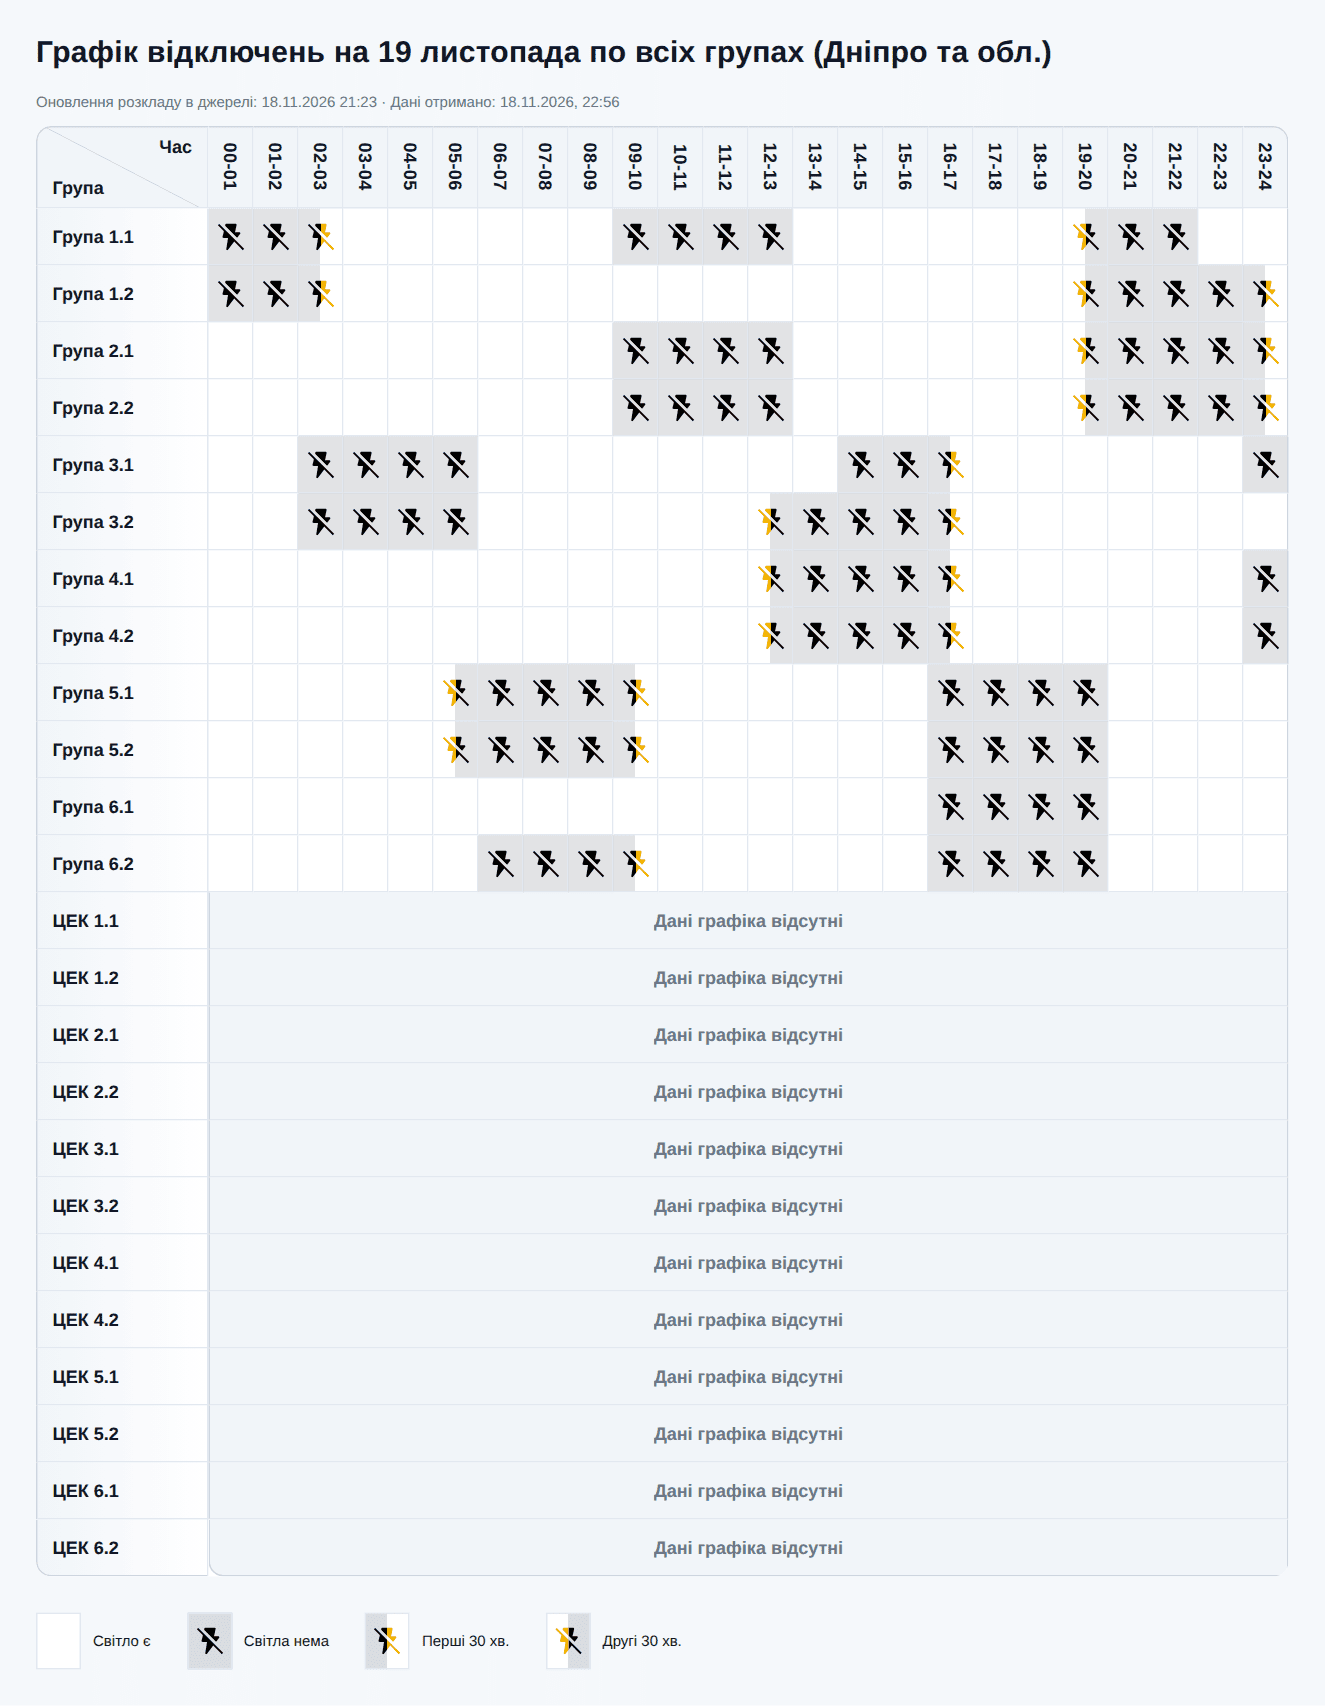 Графік відключень на 19 листопада по всіх групах (Дніпро та обл.)
Оновлення розкладу в джерелі: 18.11.2026 21:23 · Дані отримано: 18.11.2026, 22:56
Час
Група
00-01 01-02 02-03 03-04 04-05 05-06 06-07 07-08 08-09 09-10 10-11 11-12 12-13 13-14 14-15 15-16 16-17 17-18 18-19 19-20 20-21 21-22 22-23 23-24
Група 1.1
Група 1.2
Група 2.1
Група 2.2
Група 3.1
Група 3.2
Група 4.1
Група 4.2
Група 5.1
Група 5.2
Група 6.1
Група 6.2
ЦЕК 1.1 Дані графіка відсутні
ЦЕК 1.2 Дані графіка відсутні
ЦЕК 2.1 Дані графіка відсутні
ЦЕК 2.2 Дані графіка відсутні
ЦЕК 3.1 Дані графіка відсутні
ЦЕК 3.2 Дані графіка відсутні
ЦЕК 4.1 Дані графіка відсутні
ЦЕК 4.2 Дані графіка відсутні
ЦЕК 5.1 Дані графіка відсутні
ЦЕК 5.2 Дані графіка відсутні
ЦЕК 6.1 Дані графіка відсутні
ЦЕК 6.2 Дані графіка відсутні
Світло є Світла нема Перші 30 хв. Другі 30 хв.